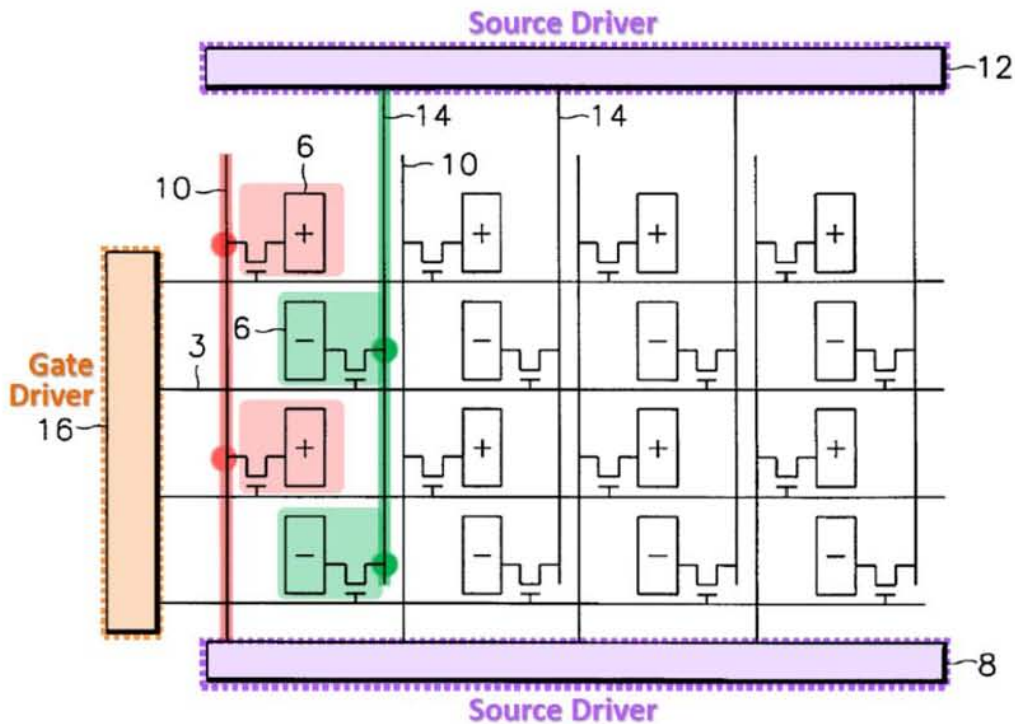 Source Driver
12
14
14
6
10
10
+ + + +
6
− − − −
3
Gate
Driver
16
+ + + +
− − − −
8
Source Driver